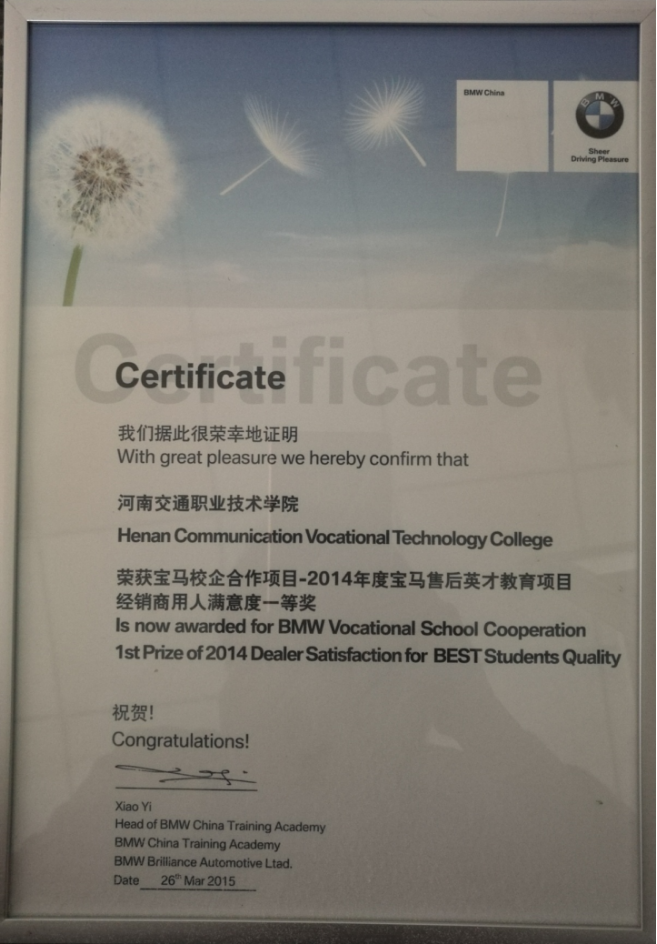 BMW China
BMW
Sheer
Driving Pleasure
Certificate
Certificate
我们据此很荣幸地证明
With great pleasure we hereby confirm that
河南交通职业技术学院
Henan Communication Vocational Technology College
荣获宝马校企合作项目-2014年度宝马售后英才教育项目
经销商用人满意度一等奖
Is now awarded for BMW Vocational School Cooperation
1st Prize of 2014 Dealer Satisfaction for BEST Students Quality
祝贺!
Congratulations!
Xiao Yi
Head of BMW China Training Academy
BMW China Training Academy
BMW Brilliance Automotive Ltad.
Date 26th Mar 2015